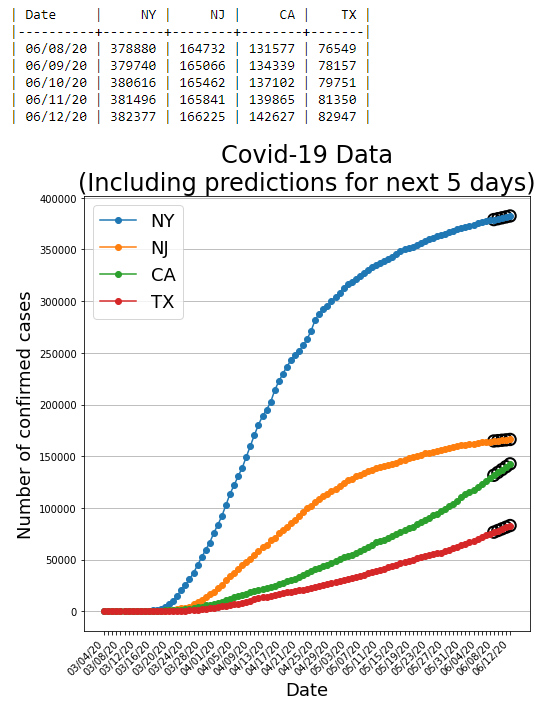 | Date | NY | NJ | CA | TX |
|----------+--------+--------+--------+-------|
| 06/08/20 | 378880 | 164732 | 131577 | 76549 |
| 06/09/20 | 379740 | 165066 | 134339 | 78157 |
| 06/10/20 | 380616 | 165462 | 137102 | 79751 |
| 06/11/20 | 381496 | 165841 | 139865 | 81350 |
| 06/12/20 | 382377 | 166225 | 142627 | 82947 |
Covid-19 Data
(Including predictions for next 5 days)
NY
NJ
CA
TX
Number of confirmed cases
400000
350000
300000
250000
200000
150000
100000
50000
0
03/04/20
03/08/20
03/12/20
03/16/20
03/20/20
03/24/20
03/28/20
04/01/20
04/05/20
04/09/20
04/13/20
04/17/20
04/21/20
04/25/20
04/29/20
05/03/20
05/07/20
05/11/20
05/15/20
05/19/20
05/23/20
05/27/20
05/31/20
06/04/20
06/08/20
06/12/20
Date